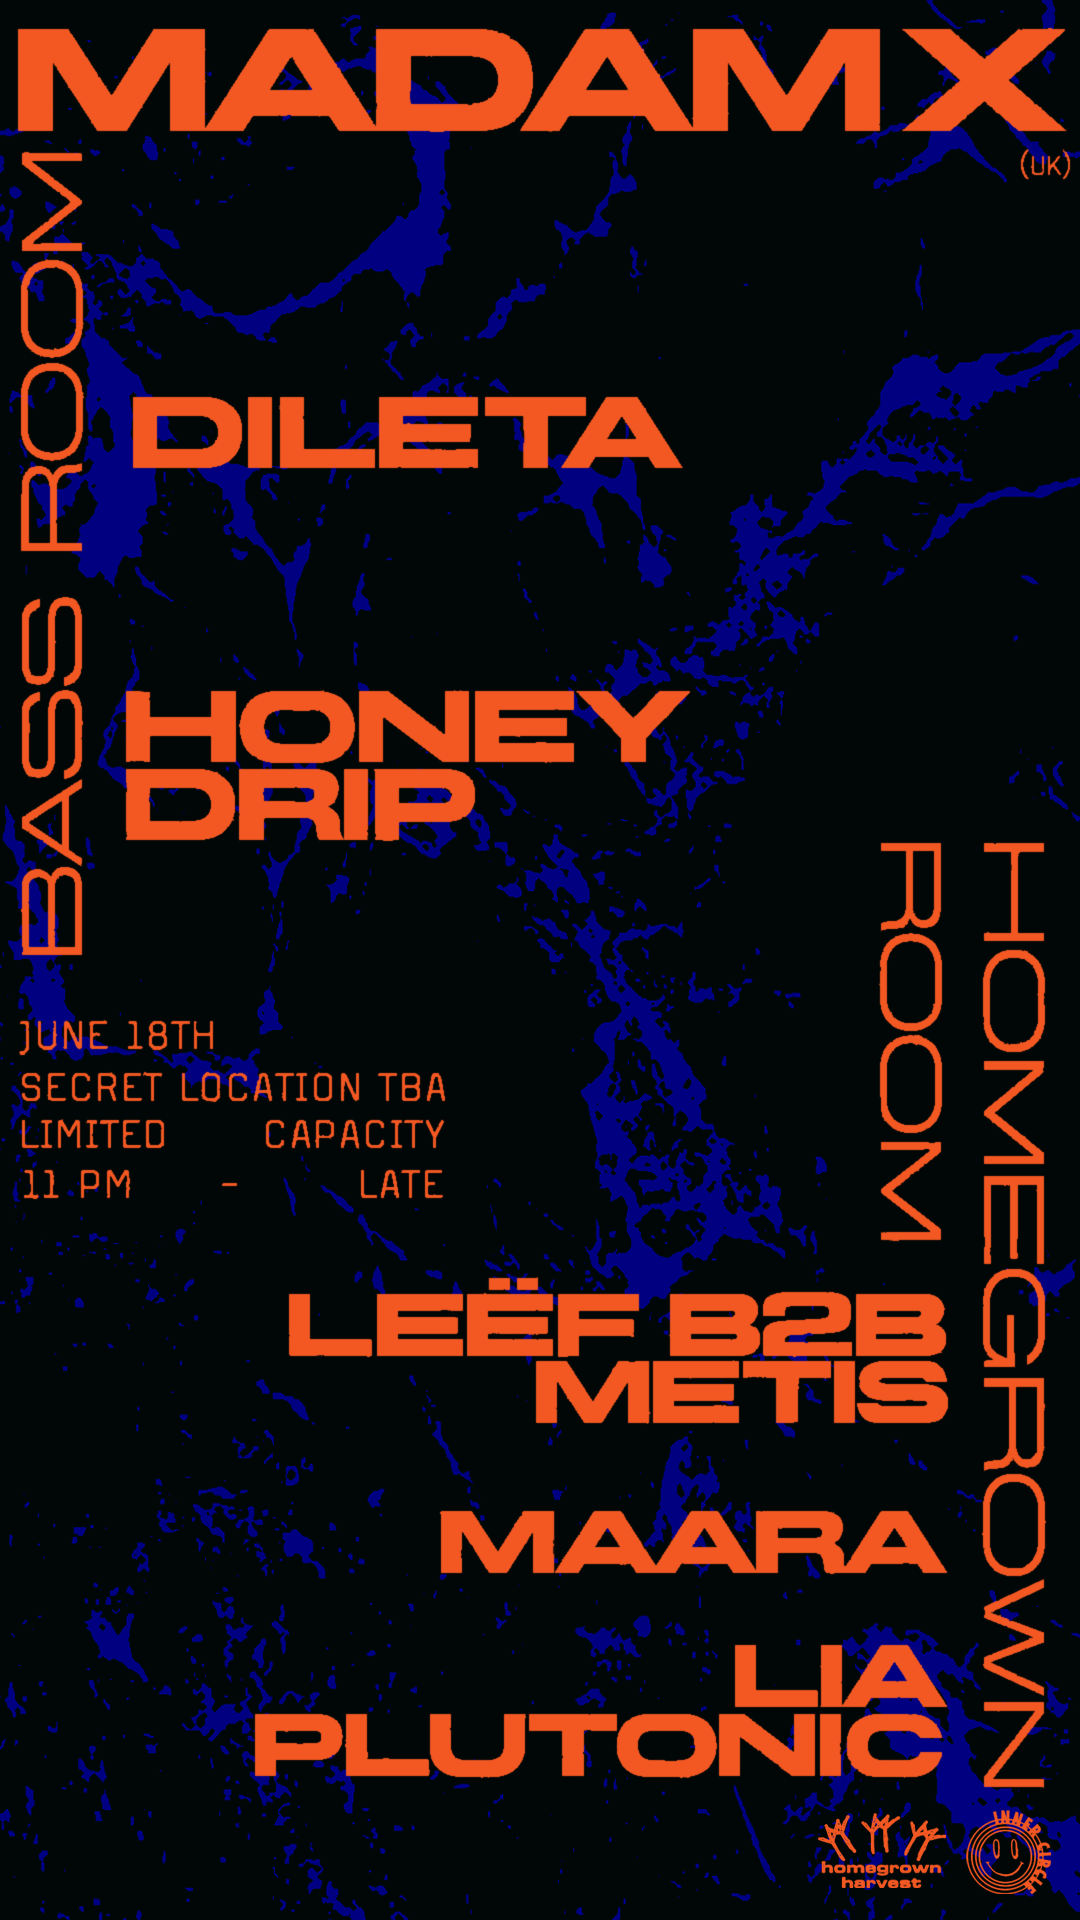 MADAM X
(UK)
BASS ROOM
DILETA
HONEY
DRIP
HOMEGROWN
ROOM
JUNE 18TH
SECRET LOCATION TBA
LIMITED CAPACITY
11 PM - LATE
LEËF B2B
METIS
MAARA
LIA
PLUTONIC
homegrown
harvest
INNER CIRCLE